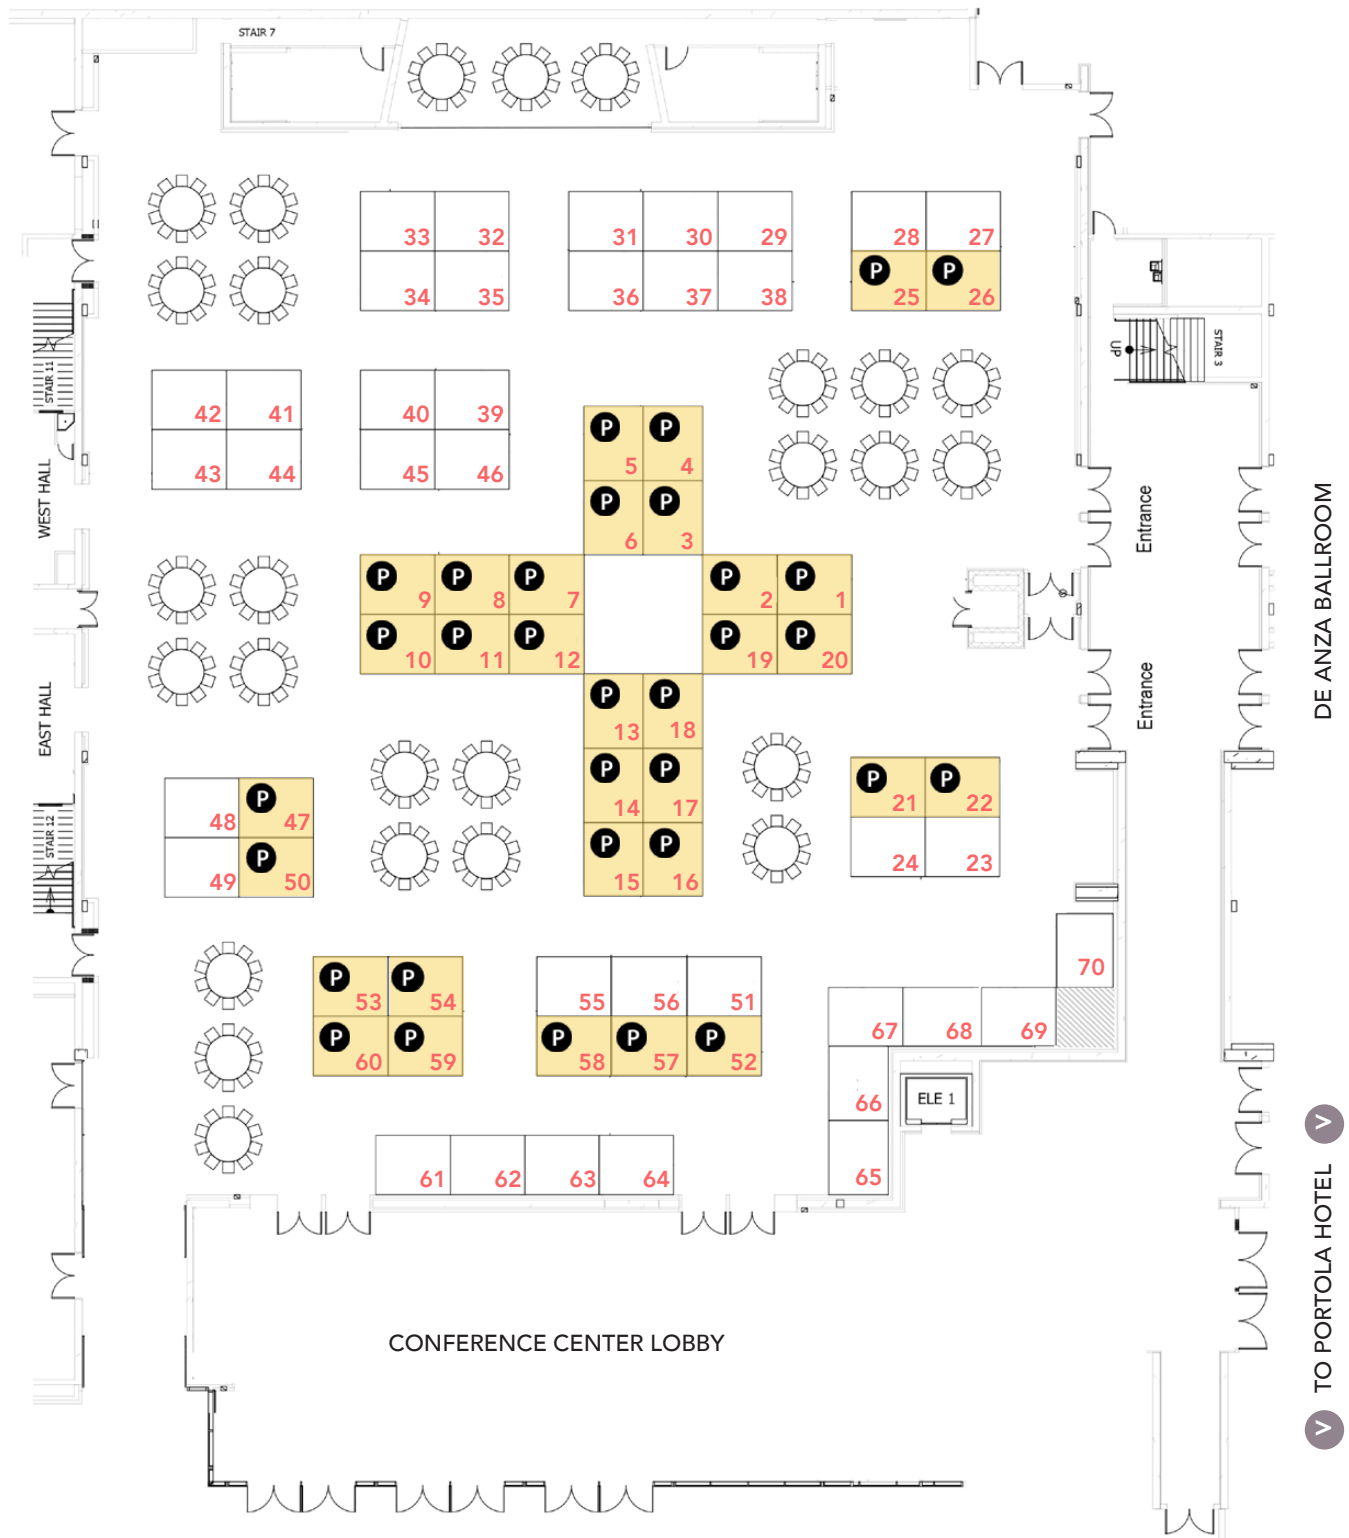 STAIR 7
33 32
31 30 29
28 27
34 35
36 37 38
P P
25 26
STAIR 3
UP
STAIR 11
42 41
40 39
43 44
45 46
P P
5 4
P P
6 3
WEST HALL
Entrance
DE ANZA BALLROOM
P P P
9 8 7
P P
2 1
P P P
10 11 12
P P
19 20
EAST HALL
Entrance
P P
13 18
P P
14 17
P P
15 16
P P
21 22
24 23
STAIR 12
48
P
47
49
P
50
P P
53 54
P P
60 59
55 56 51
P P P
58 57 52
70
67 68 69
66
65
ELE 1
61 62 63 64
CONFERENCE CENTER LOBBY
V TO PORTOLA HOTEL V